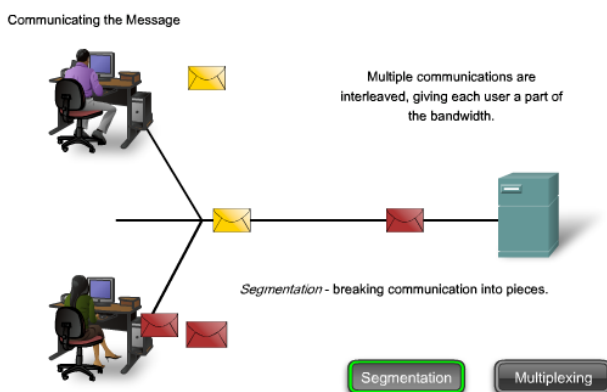 Communicating the Message
Multiple communications are
interleaved, giving each user a part of
the bandwidth.
Segmentation - breaking communication into pieces.
Segmentation
Multiplexing